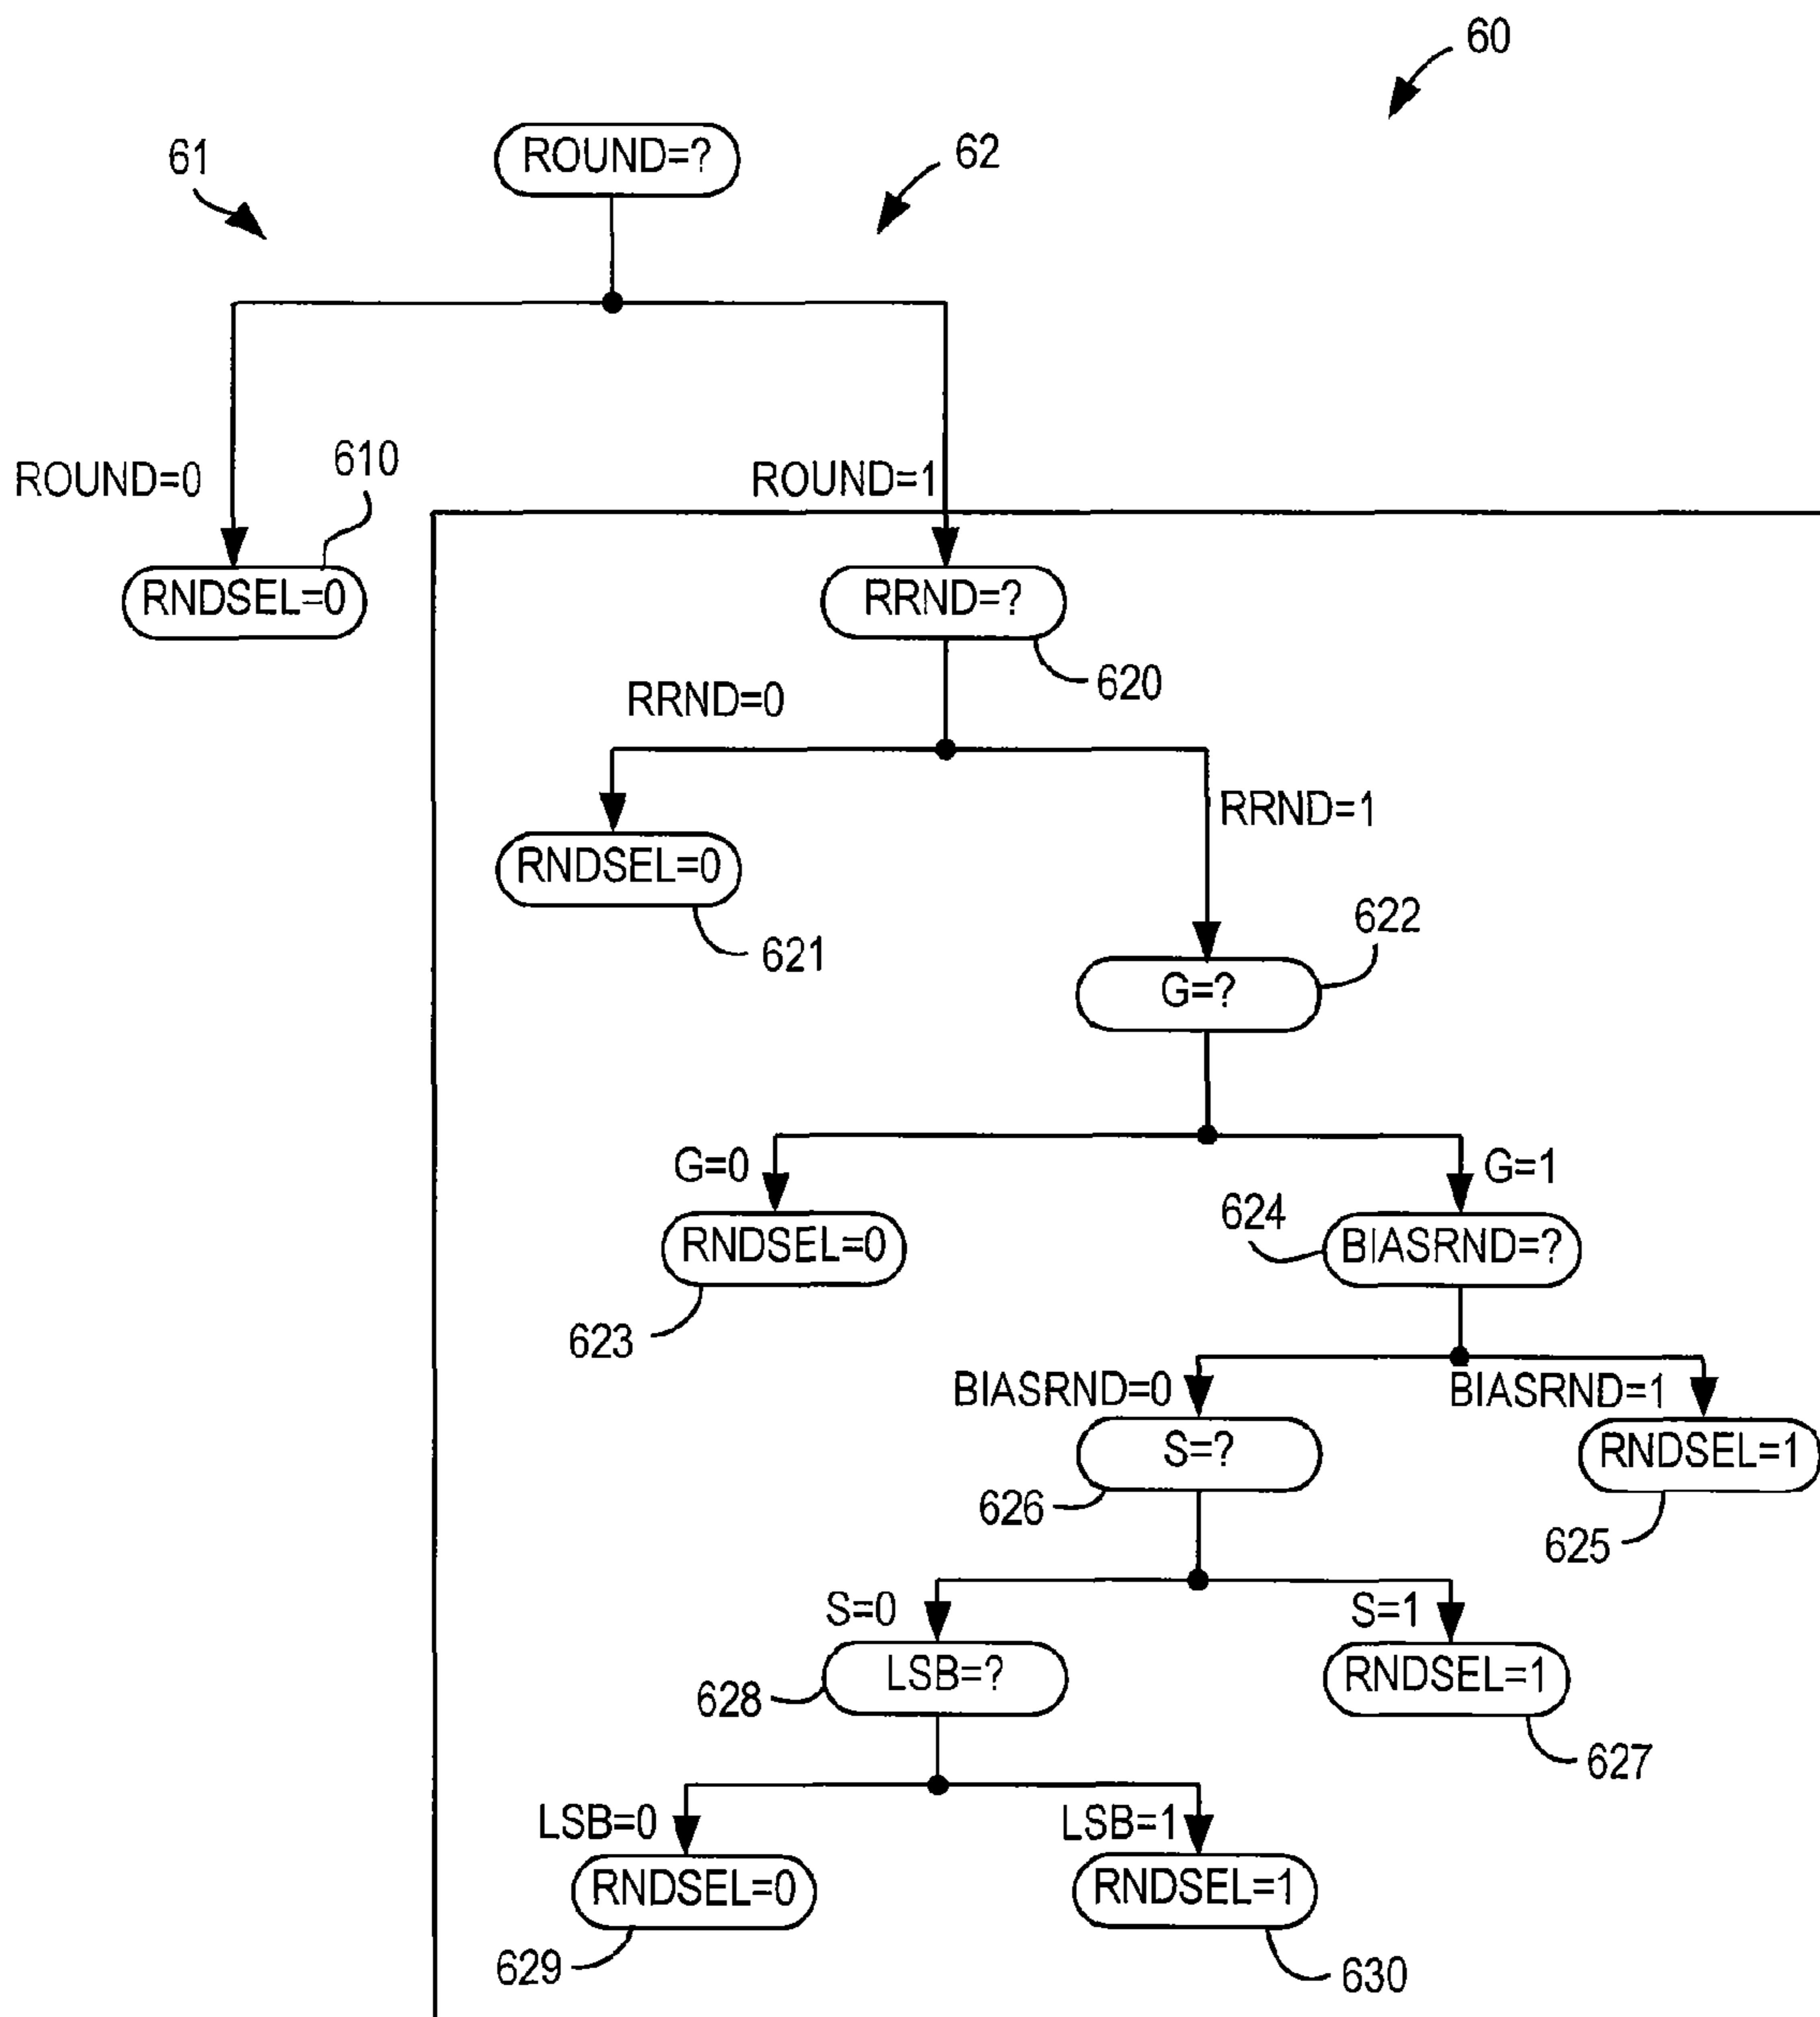 60
ROUND=?
61
62
ROUND=0
610
ROUND=1
RNDSEL=0
RRND=?
620
RRND=0
RRND=1
RNDSEL=0
621
622
G=?
G=0
G=1
624
RNDSEL=0
BIASRND=?
623
BIASRND=0
BIASRND=1
S=?
RNDSEL=1
626
625
S=0
S=1
LSB=?
RNDSEL=1
628
627
LSB=0
LSB=1
RNDSEL=0
RNDSEL=1
629
630